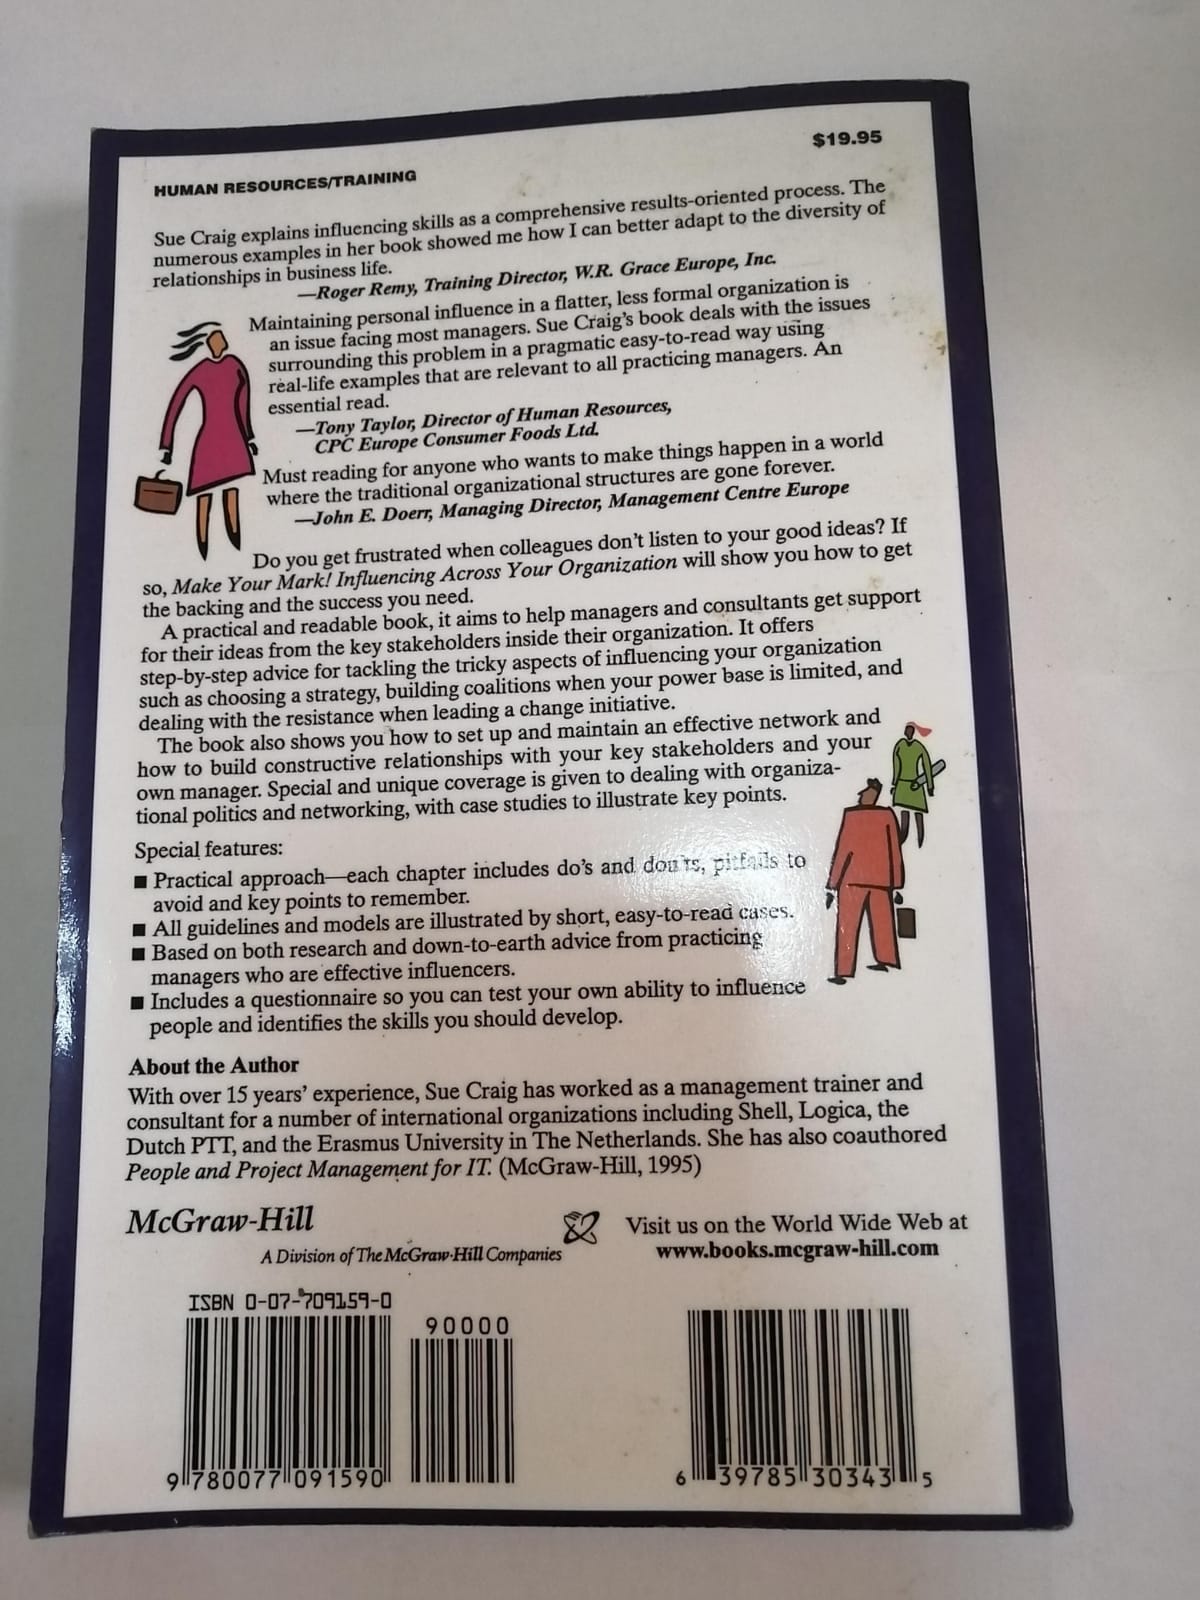 $19.95
HUMAN RESOURCES/TRAINING
Sue Craig explains influencing skills as a comprehensive results-oriented process. The
numerous examples in her book showed me how I can better adapt to the diversity of
relationships in business life.
—Roger Remy, Training Director, W.R. Grace Europe, Inc.
Maintaining personal influence in a flatter, less formal organization is
an issue facing most managers. Sue Craig's book deals with the issues
surrounding this problem in a pragmatic easy-to-read way using
real-life examples that are relevant to all practicing managers. An
essential read.
—Tony Taylor, Director of Human Resources,
CPC Europe Consumer Foods Ltd.
Must reading for anyone who wants to make things happen in a world
where the traditional organizational structures are gone forever.
—John E. Doerr, Managing Director, Management Centre Europe
Do you get frustrated when colleagues don't listen to your good ideas? If
so, Make Your Mark! Influencing Across Your Organization will show you how to get
the backing and the success you need.
A practical and readable book, it aims to help managers and consultants get support
for their ideas from the key stakeholders inside their organization. It offers
step-by-step advice for tackling the tricky aspects of influencing your organization
such as choosing a strategy, building coalitions when your power base is limited, and
dealing with the resistance when leading a change initiative.
The book also shows you how to set up and maintain an effective network and
how to build constructive relationships with your key stakeholders and your
own manager. Special and unique coverage is given to dealing with organiza-
tional politics and networking, with case studies to illustrate key points.
Special features:
■ Practical approach—each chapter includes do's and don'ts, pitfalls to
avoid and key points to remember.
■ All guidelines and models are illustrated by short, easy-to-read cases.
■ Based on both research and down-to-earth advice from practicing
managers who are effective influencers.
■ Includes a questionnaire so you can test your own ability to influence
people and identifies the skills you should develop.
About the Author
With over 15 years' experience, Sue Craig has worked as a management trainer and
consultant for a number of international organizations including Shell, Logica, the
Dutch PTT, and the Erasmus University in The Netherlands. She has also coauthored
People and Project Management for IT. (McGraw-Hill, 1995)
McGraw-Hill
A Division of The McGraw-Hill Companies
Visit us on the World Wide Web at
www.books.mcgraw-hill.com
ISBN 0-07-709159-0
90000
9 780077 091590
6 39785 30343 5